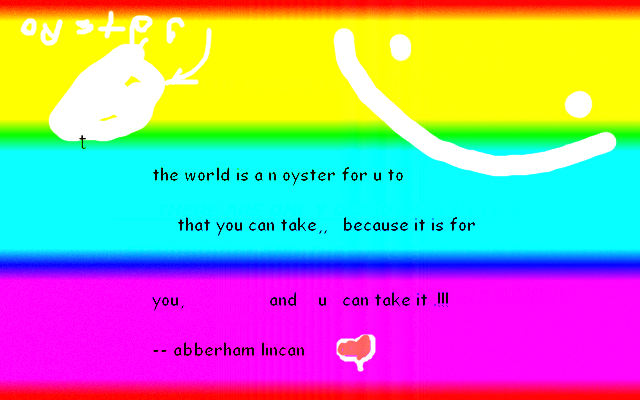 t
the world is a n oyster for u to
that you can take,, because it is for
you, and u can take it .!!!
-- abberham lincan